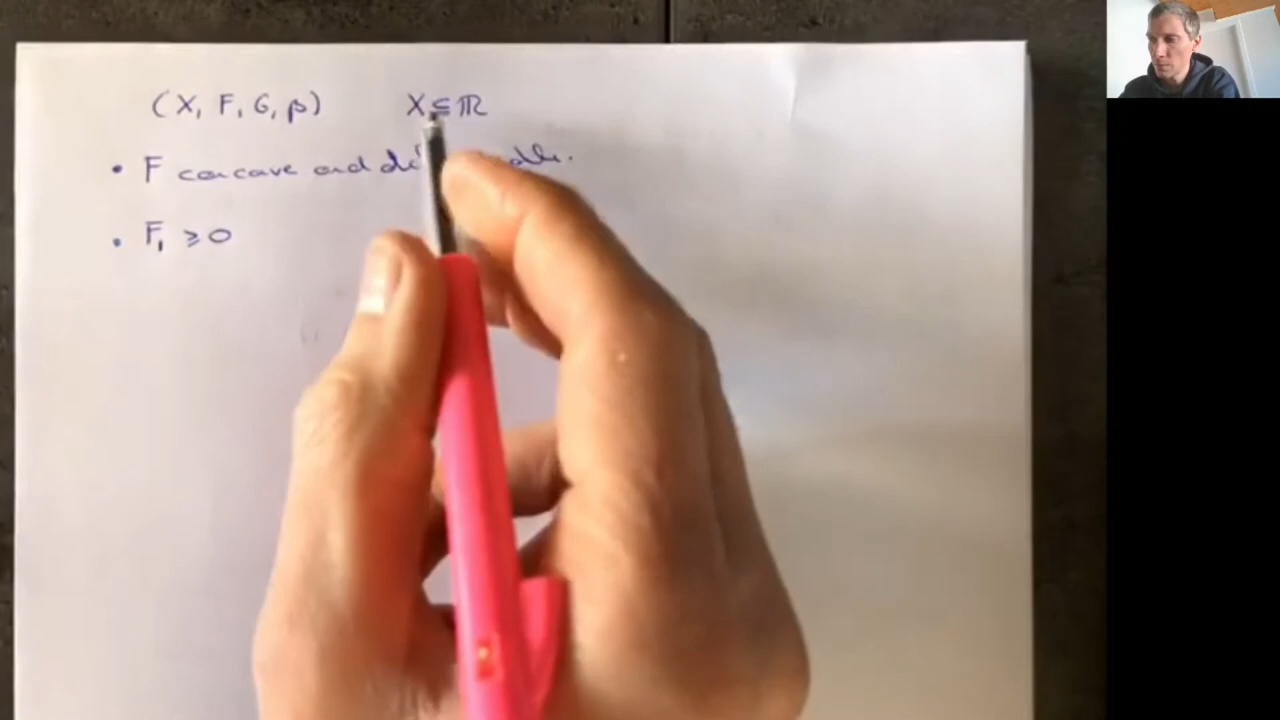 (X, F, G, β) X ⊆ ℝ
• F concave and
• F₁ ≥ 0